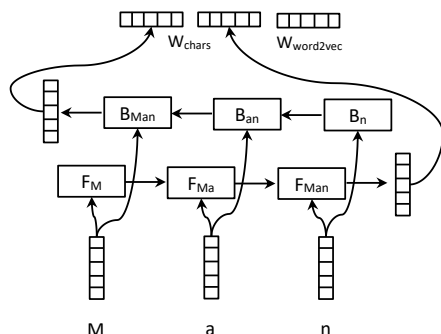 W_chars W_word2vec
B_Man B_an B_n
F_M F_Ma F_Man
M a n